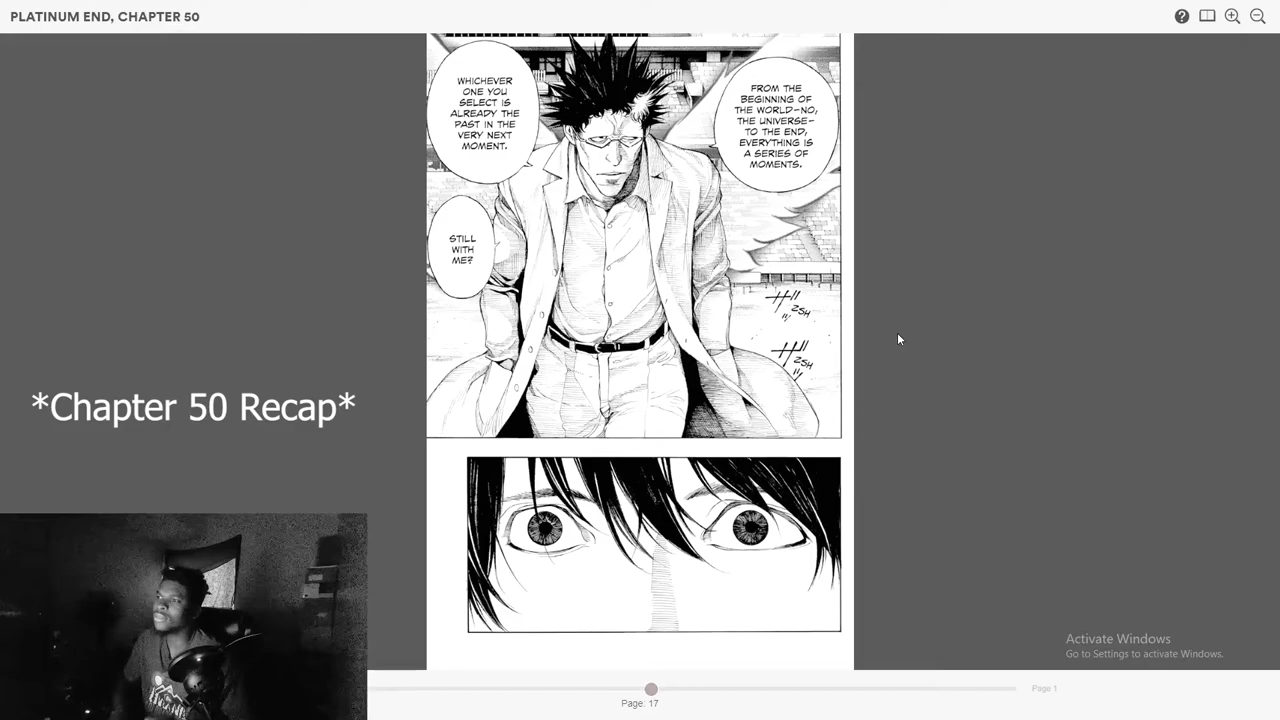 PLATINUM END, CHAPTER 50
FROM THE
BEGINNING OF
THE WORLD–NO,
THE UNIVERSE–
TO THE END,
EVERYTHING IS
A SERIES OF
MOMENTS.
WHICHEVER
ONE YOU
SELECT IS
ALREADY THE
PAST IN THE
VERY NEXT
MOMENT.
STILL
WITH
ME?
ZSH
ZSH
*Chapter 50 Recap*
Activate Windows
Go to Settings to activate Windows.
Page 1
Page: 17